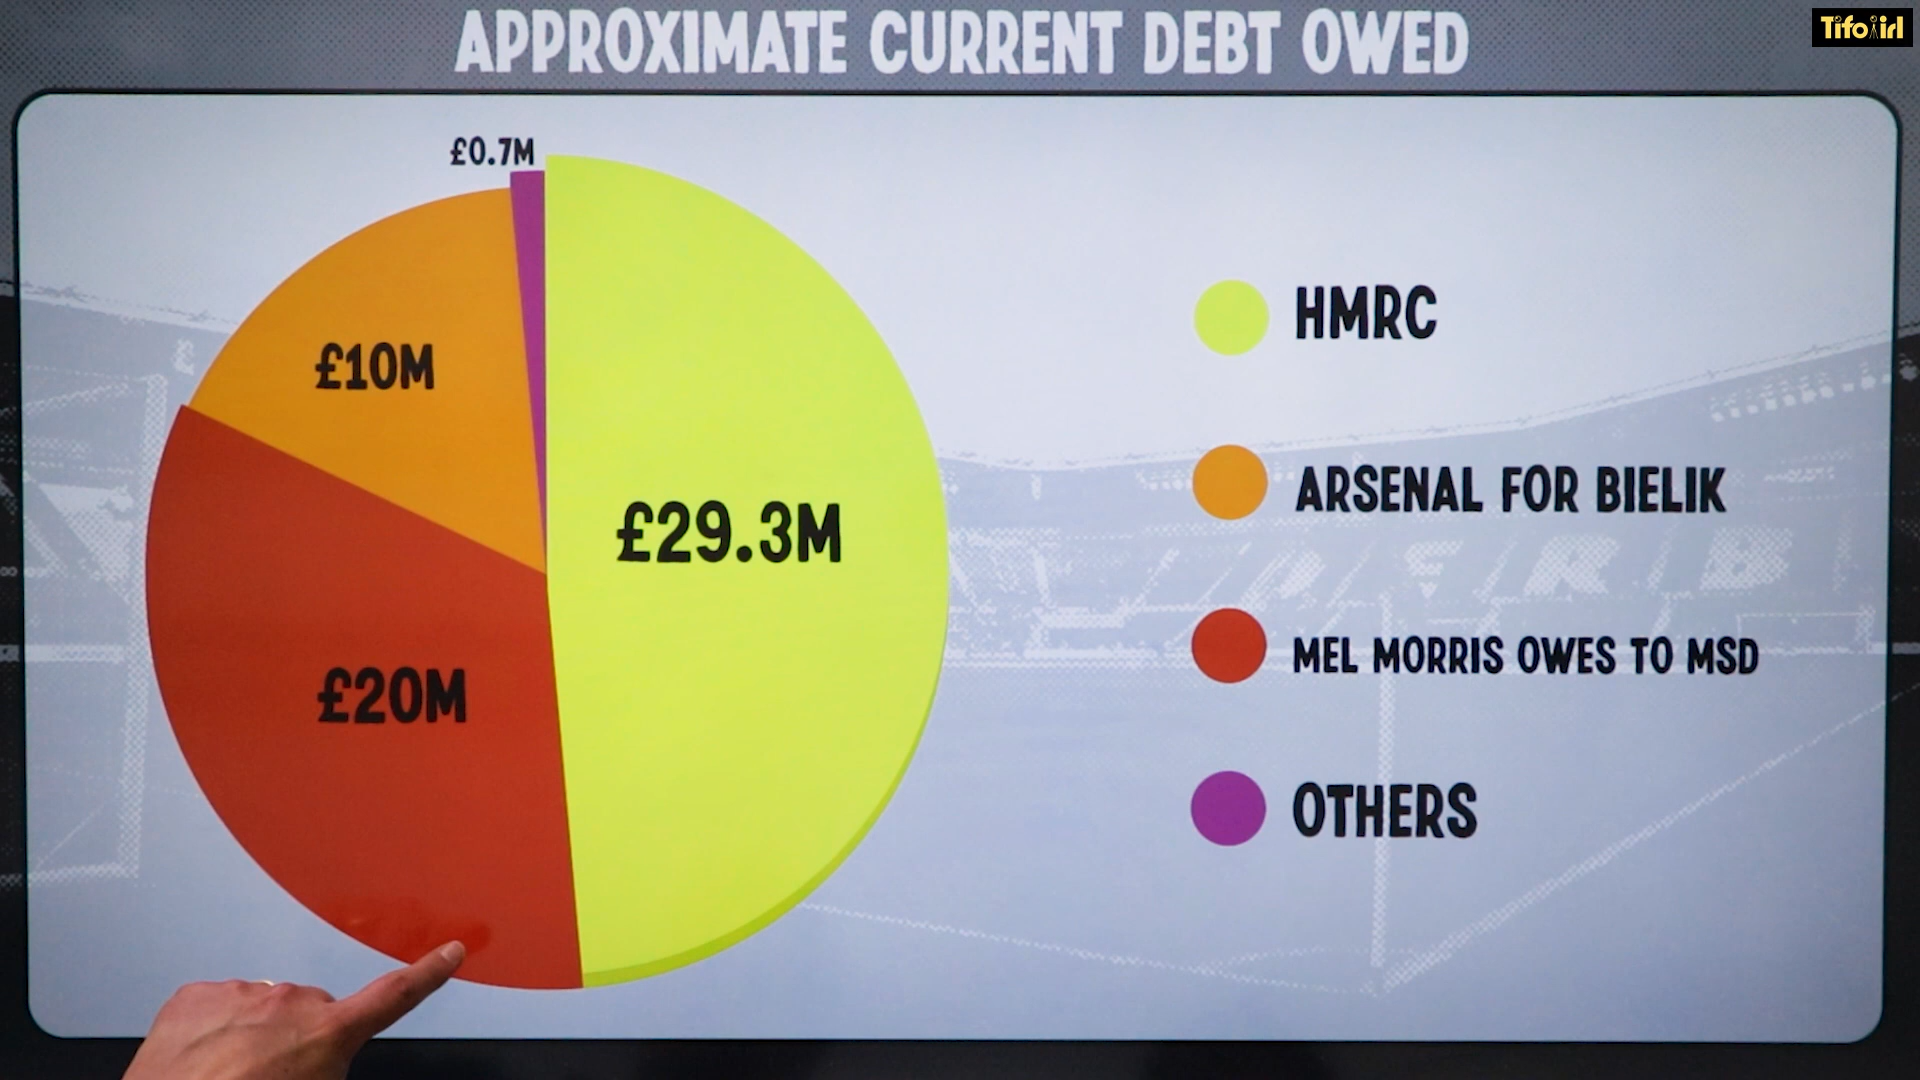 APPROXIMATE CURRENT DEBT OWED
Tifo irl
£0.7M
£10M
£29.3M
£20M
HMRC
ARSENAL FOR BIELIK
MEL MORRIS OWES TO MSD
OTHERS